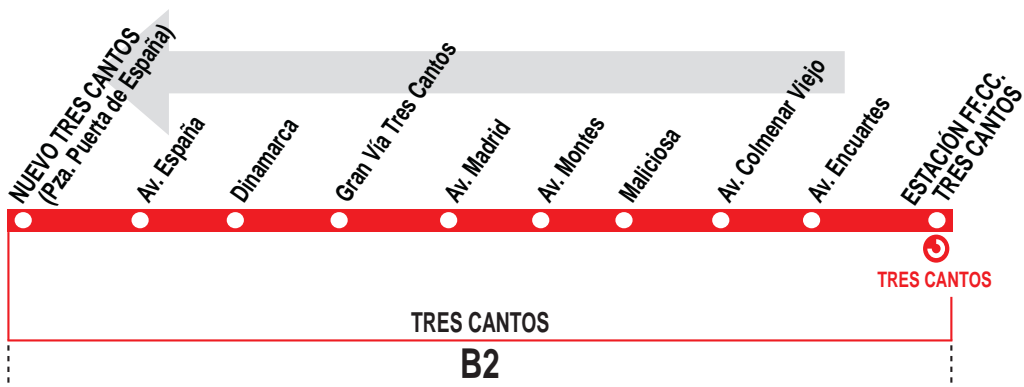 NUEVO TRES CANTOS
(Pza. Puerta de España)
Av. España
Dinamarca
Gran Vía Tres Cantos
Av. Madrid
Av. Montes
Maliciosa
Av. Colmenar Viejo
Av. Encuartes
ESTACIÓN FF.CC.
TRES CANTOS
TRES CANTOS
TRES CANTOS
B2